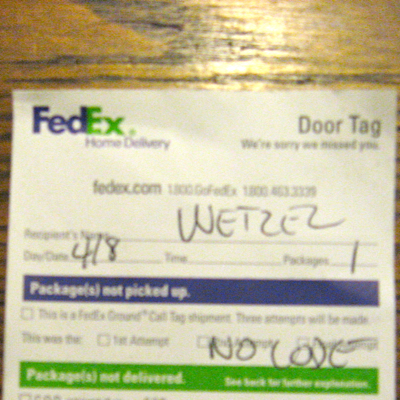 FedEx®
Home Delivery
Door Tag
We're sorry we missed you.
fedex.com 1.800.GoFedEx 1.800.463.3339
Recipient's Name WETZEL
Day/Date 4/8 Time Packages 1
Package(s) not picked up.
This is a FedEx Ground® Call Tag shipment. Three attempts will be made.
This was the: 1st Attempt
NO CODE
Package(s) not delivered. See back for further explanation.